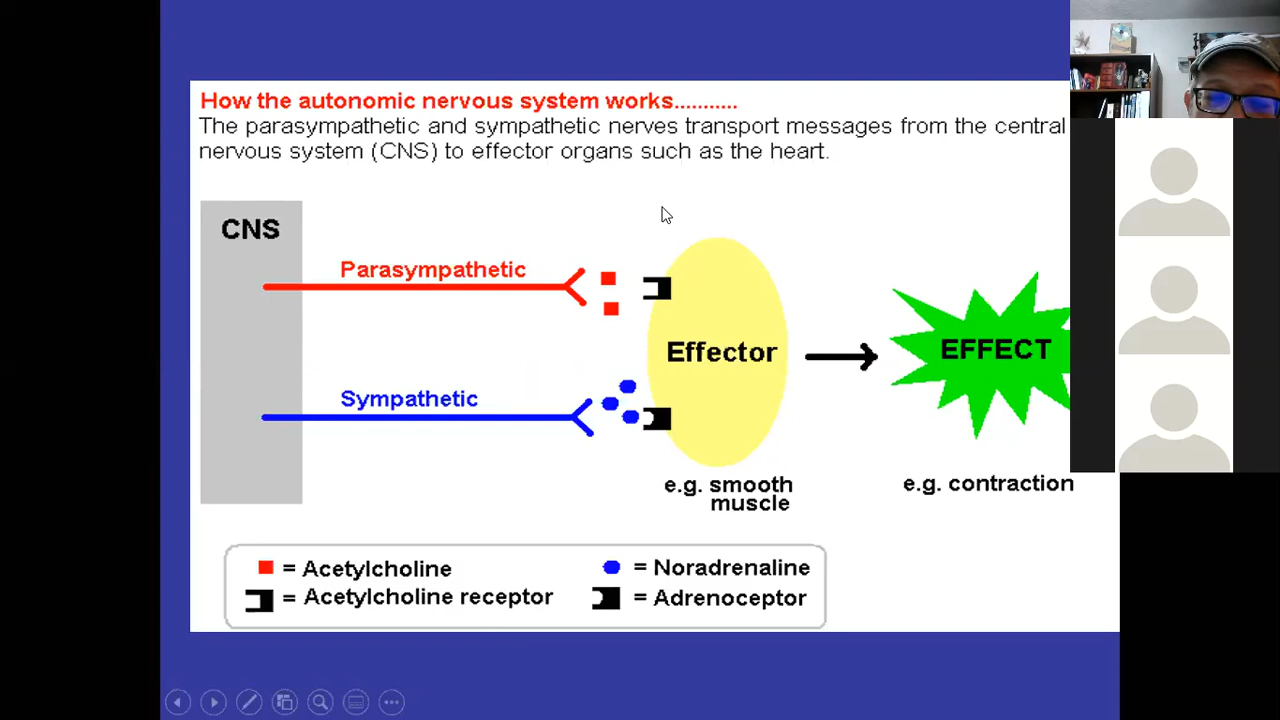 How the autonomic nervous system works...........
The parasympathetic and sympathetic nerves transport messages from the central
nervous system (CNS) to effector organs such as the heart.
CNS
Parasympathetic
Sympathetic
Effector
EFFECT
e.g. smooth
muscle
e.g. contraction
= Acetylcholine
= Noradrenaline
= Acetylcholine receptor
= Adrenoceptor